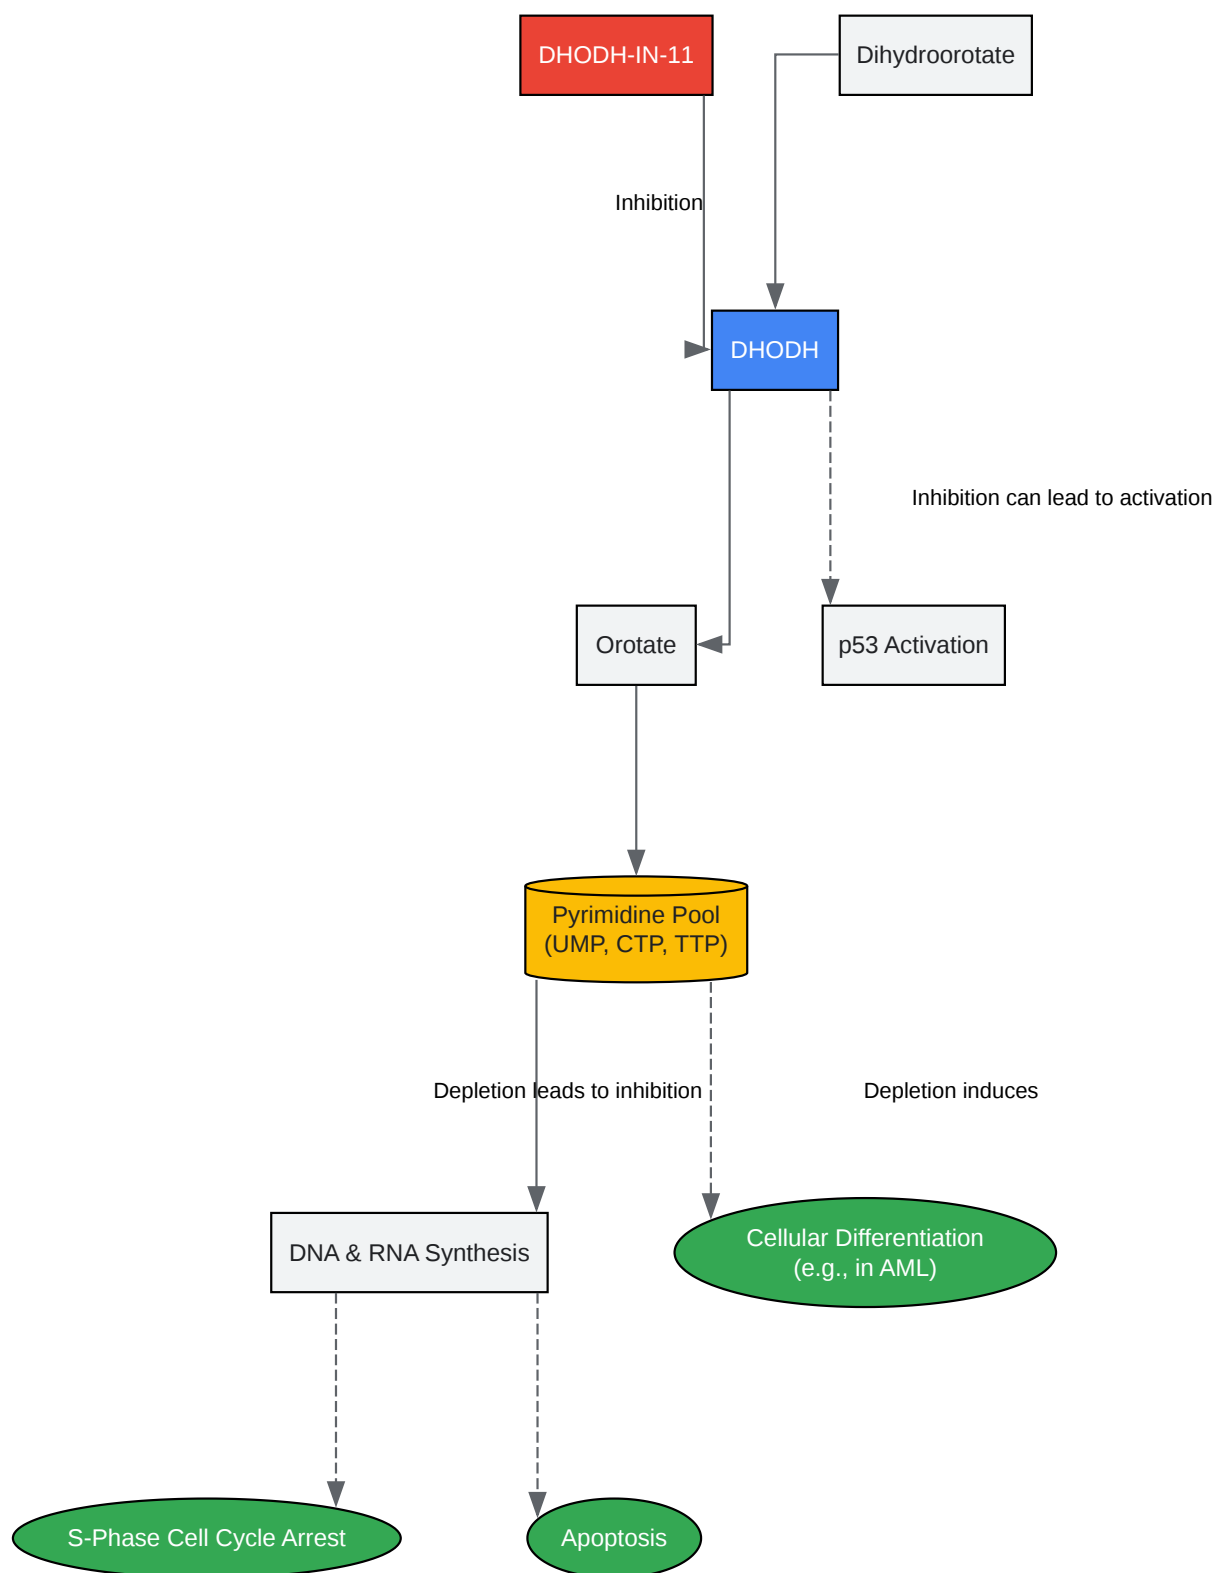 DHODH-IN-11
Dihydroorotate
Inhibition
DHODH
Inhibition can lead to activation
Orotate
p53 Activation
Pyrimidine Pool
(UMP, CTP, TTP)
Depletion leads to inhibition
Depletion induces
DNA & RNA Synthesis
Cellular Differentiation
(e.g., in AML)
S-Phase Cell Cycle Arrest
Apoptosis